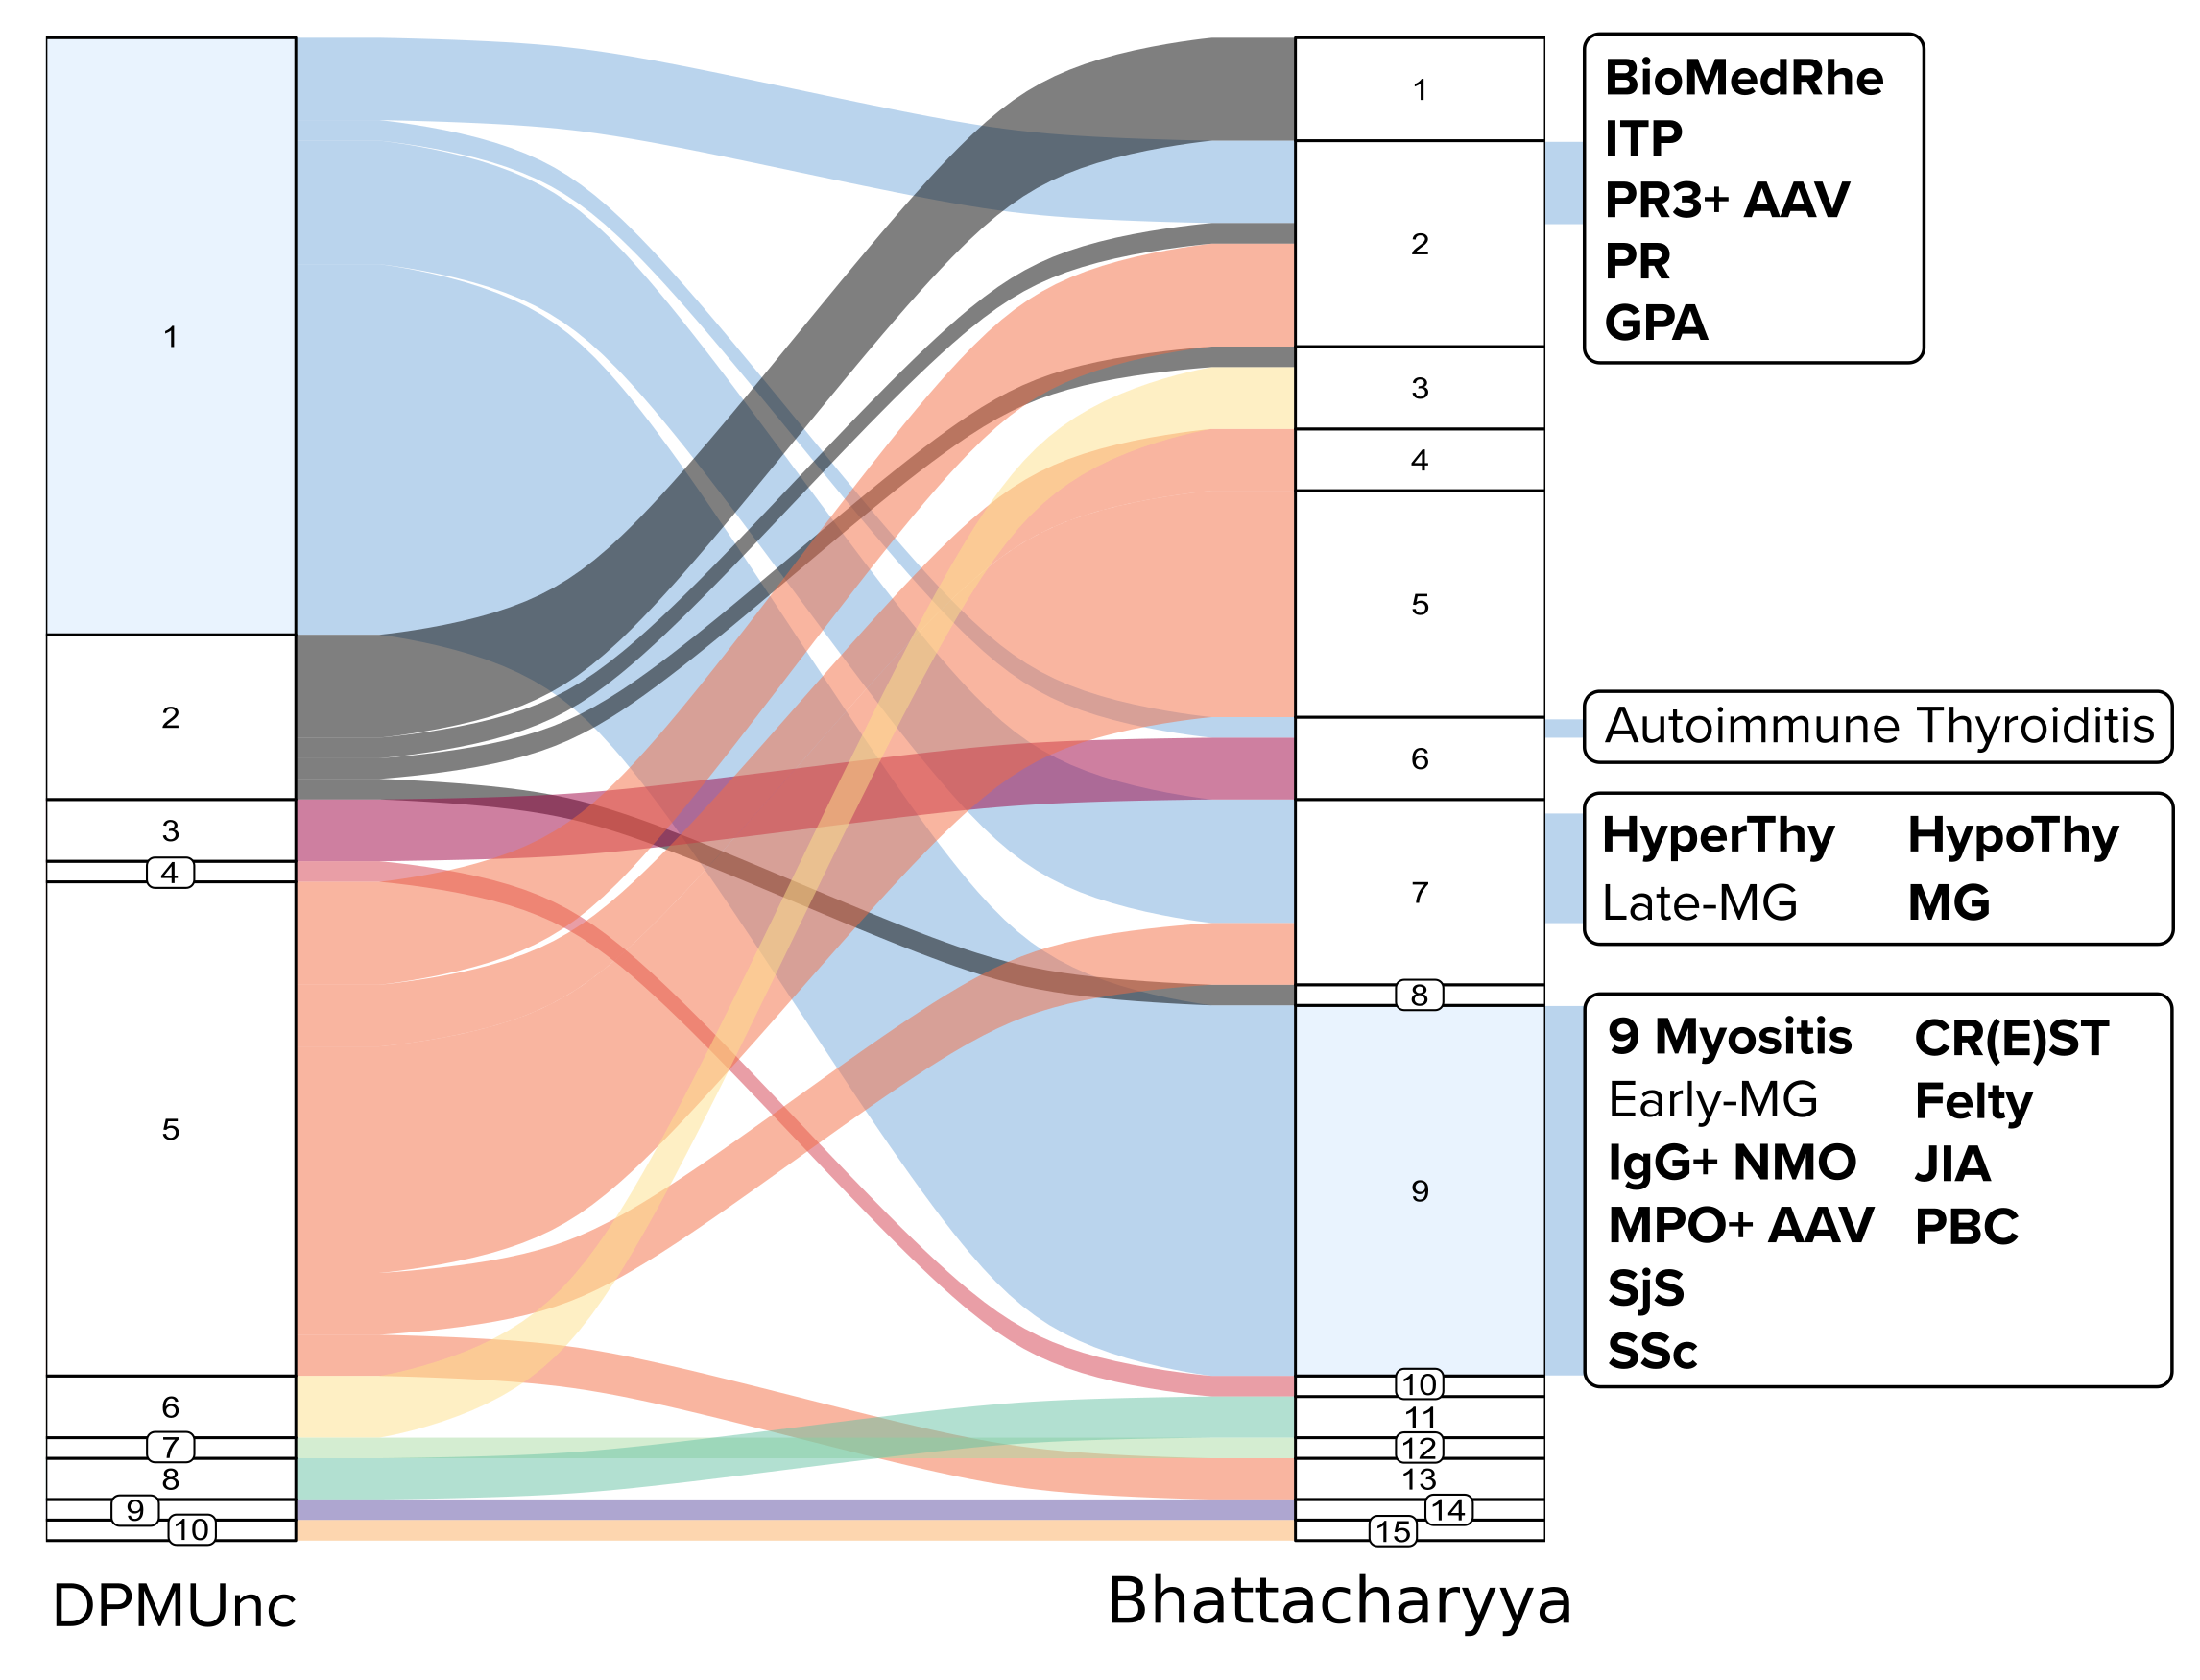 1
2
3
4
5
6
7
8
9
10
DPMUnc
1
2
3
4
5
6
7
8
9
10
11
12
13
14
15
Bhattacharyya
BioMedRhe
ITP
PR3+ AAV
PR
GPA
Autoimmune Thyroiditis
HyperThy HypoThy
Late-MG MG
9 Myositis CR(E)ST
Early-MG Felty
IgG+ NMO JIA
MPO+ AAV PBC
SjS
SSc